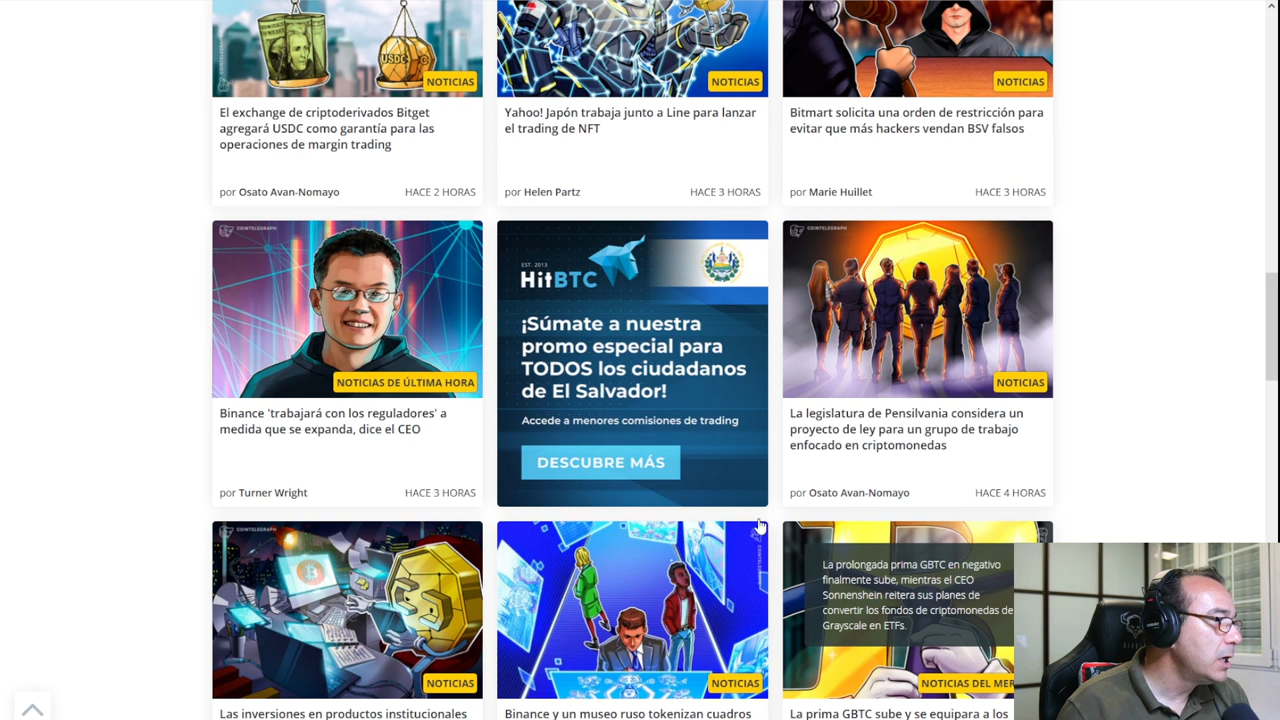 USDC
NOTICIAS
NOTICIAS
NOTICIAS
El exchange de criptoderivados Bitget
agregará USDC como garantía para las
operaciones de margin trading
por Osato Avan-Nomayo
HACE 2 HORAS
Yahoo! Japón trabaja junto a Line para lanzar
el trading de NFT
por Helen Partz
HACE 3 HORAS
Bitmart solicita una orden de restricción para
evitar que más hackers vendan BSV falsos
por Marie Huillet
HACE 3 HORAS
COINTELEGRAPH
NOTICIAS DE ÚLTIMA HORA
Binance 'trabajará con los reguladores' a
medida que se expanda, dice el CEO
por Turner Wright
HACE 3 HORAS
EST. 2013
HitBTC
¡Súmate a nuestra
promo especial para
TODOS los ciudadanos
de El Salvador!
Accede a menores comisiones de trading
DESCUBRE MÁS
COINTELEGRAPH
NOTICIAS
La legislatura de Pensilvania considera un
proyecto de ley para un grupo de trabajo
enfocado en criptomonedas
por Osato Avan-Nomayo
HACE 4 HORAS
COINTELEGRAPH
NOTICIAS
Las inversiones en productos institucionales
NOTICIAS
Binance y un museo ruso tokenizan cuadros
La prolongada prima GBTC en negativo
finalmente sube, mientras el CEO
Sonnenshein reitera sus planes de
convertir los fondos de criptomonedas de
Grayscale en ETFs.
NOTICIAS DEL MER
La prima GBTC sube y se equipara a los